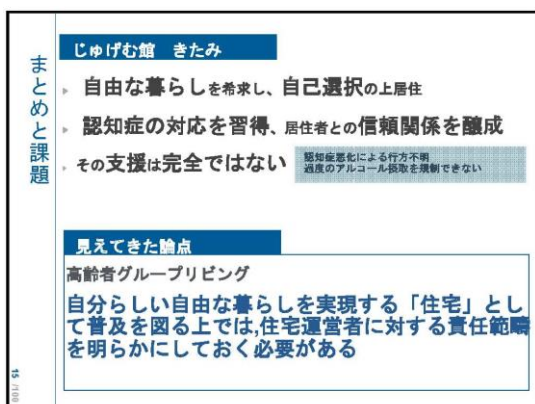 まとめと課題
じゅげむ館　きたみ
自由な暮らしを希求し、自己選択の上居住
認知症の対応を習得、居住者との信頼関係を醸成
その支援は完全ではない
認知症悪化による行方不明
過度のアルコール摂取を規制できない
見えてきた論点
高齢者グループリビング
自分らしい自由な暮らしを実現する「住宅」とし
て普及を図る上では,住宅運営者に対する責任範疇
を明らかにしておく必要がある
15 /100